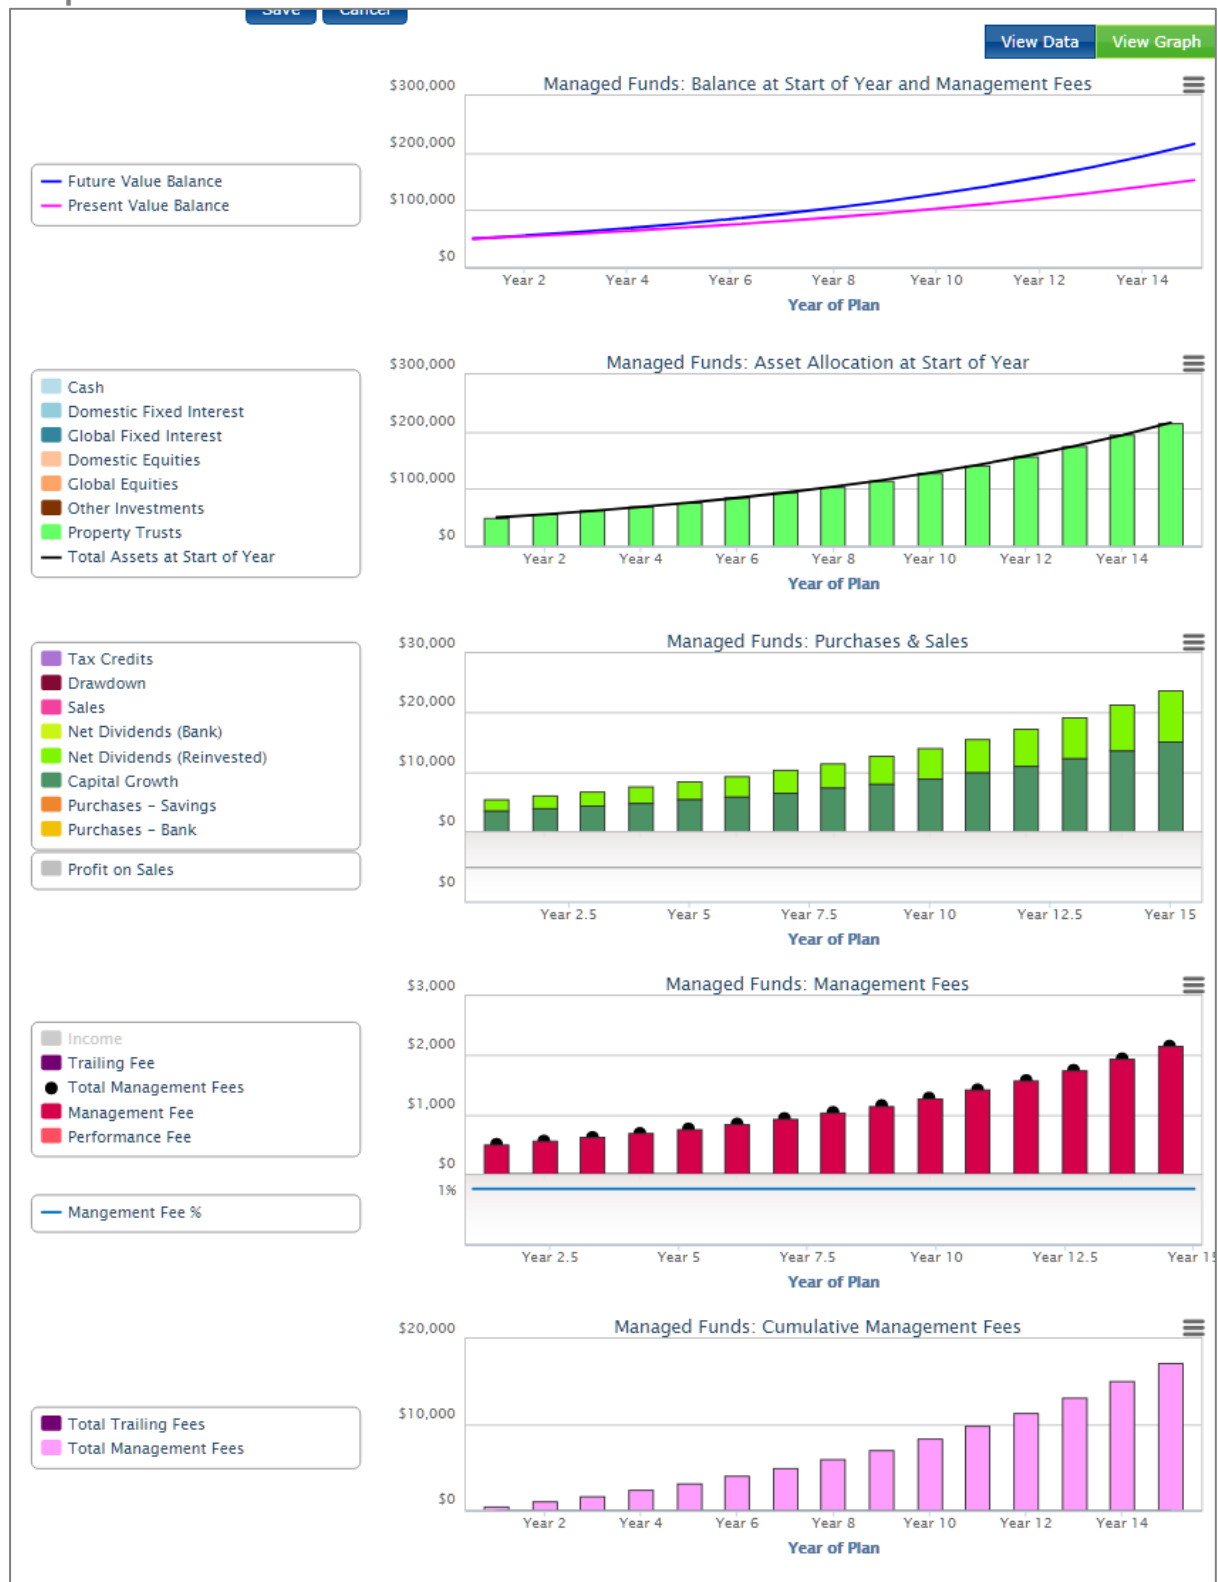 Save Cancel
View Data View Graph
Managed Funds: Balance at Start of Year and Management Fees
$300,000
$200,000
$100,000
$0
Future Value Balance
Present Value Balance
Year 2 Year 4 Year 6 Year 8 Year 10 Year 12 Year 14
Year of Plan
Managed Funds: Asset Allocation at Start of Year
$300,000
$200,000
$100,000
$0
Cash
Domestic Fixed Interest
Global Fixed Interest
Domestic Equities
Global Equities
Other Investments
Property Trusts
Total Assets at Start of Year
Year 2 Year 4 Year 6 Year 8 Year 10 Year 12 Year 14
Year of Plan
Managed Funds: Purchases & Sales
$30,000
$20,000
$10,000
$0
$0
Tax Credits
Drawdown
Sales
Net Dividends (Bank)
Net Dividends (Reinvested)
Capital Growth
Purchases - Savings
Purchases - Bank
Profit on Sales
Year 2.5 Year 5 Year 7.5 Year 10 Year 12.5 Year 15
Year of Plan
Managed Funds: Management Fees
$3,000
$2,000
$1,000
$0
1%
Income
Trailing Fee
Total Management Fees
Management Fee
Performance Fee
Mangement Fee %
Year 2.5 Year 5 Year 7.5 Year 10 Year 12.5 Year 15
Year of Plan
Managed Funds: Cumulative Management Fees
$20,000
$10,000
$0
Total Trailing Fees
Total Management Fees
Year 2 Year 4 Year 6 Year 8 Year 10 Year 12 Year 14
Year of Plan